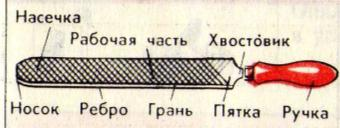 Насечка
Рабочая часть Хвостовик
Носок Ребро Грань Пятка Ручка